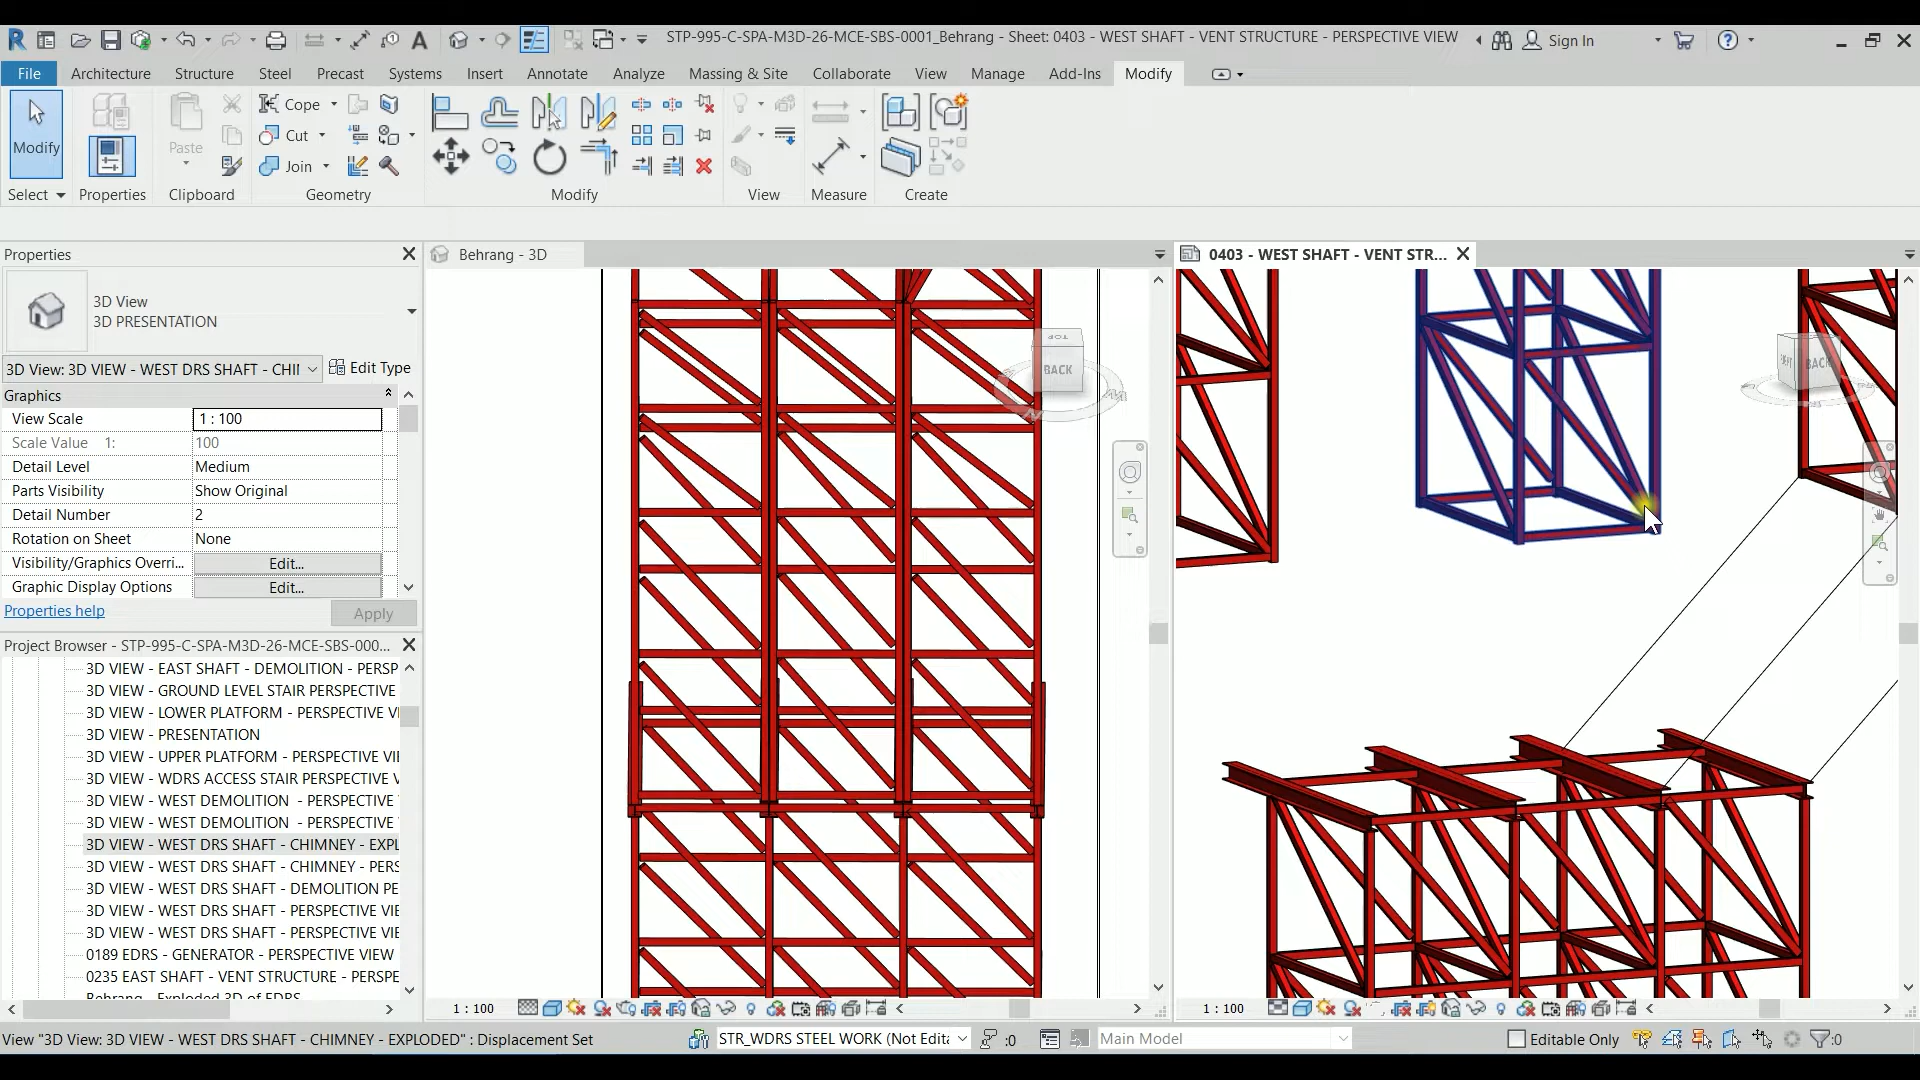 STP-995-C-SPA-M3D-26-MCE-SBS-0001_Behrang - Sheet: 0403 - WEST SHAFT - VENT STRUCTURE - PERSPECTIVE VIEW
Sign In
File
Architecture
Structure
Steel
Precast
Systems
Insert
Annotate
Analyze
Massing & Site
Collaborate
View
Manage
Add-Ins
Modify
Modify
Paste
Cope
Cut
Join
Select
Properties
Clipboard
Geometry
Modify
View
Measure
Create
Properties
3D View
3D PRESENTATION
3D View: 3D VIEW - WEST DRS SHAFT - CHI
Edit Type
Graphics
View Scale 1 : 100
Scale Value 1: 100
Detail Level Medium
Parts Visibility Show Original
Detail Number 2
Rotation on Sheet None
Visibility/Graphics Overri... Edit...
Graphic Display Options Edit...
Properties help
Apply
Project Browser - STP-995-C-SPA-M3D-26-MCE-SBS-000...
3D VIEW - EAST SHAFT - DEMOLITION - PERSP
3D VIEW - GROUND LEVEL STAIR PERSPECTIVE
3D VIEW - LOWER PLATFORM - PERSPECTIVE VI
3D VIEW - PRESENTATION
3D VIEW - UPPER PLATFORM - PERSPECTIVE VI
3D VIEW - WDRS ACCESS STAIR PERSPECTIVE V
3D VIEW - WEST DEMOLITION - PERSPECTIVE
3D VIEW - WEST DEMOLITION - PERSPECTIVE
3D VIEW - WEST DRS SHAFT - CHIMNEY - EXPL
3D VIEW - WEST DRS SHAFT - CHIMNEY - PERS
3D VIEW - WEST DRS SHAFT - DEMOLITION PE
3D VIEW - WEST DRS SHAFT - PERSPECTIVE VIE
3D VIEW - WEST DRS SHAFT - PERSPECTIVE VIE
0189 EDRS - GENERATOR - PERSPECTIVE VIEW
0235 EAST SHAFT - VENT STRUCTURE - PERSPE
Behrang - Exploded 3D of EDRS
Behrang - 3D
TOP
BACK
1 : 100
0403 - WEST SHAFT - VENT STR...
BACK
1 : 100
View "3D View: 3D VIEW - WEST DRS SHAFT - CHIMNEY - EXPLODED" : Displacement Set
STR_WDRS STEEL WORK (Not Edita
:0
Main Model
Editable Only
:0